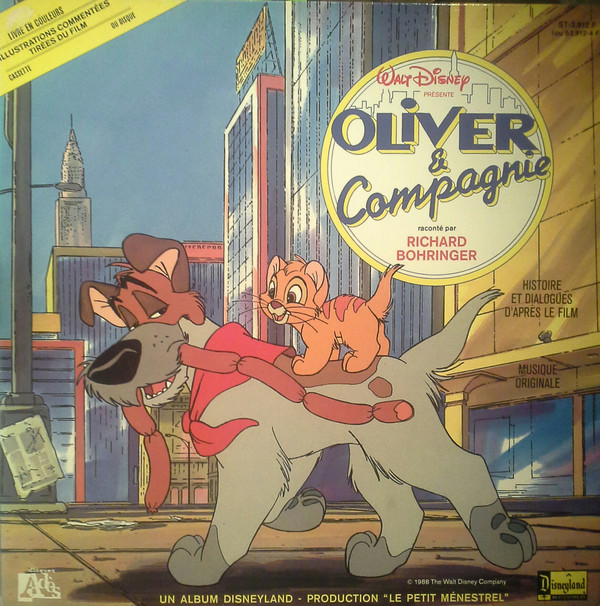 LIVRE EN COULEURS
ILLUSTRATIONS COMMENTÉES
TIRÉES DU FILM
CASSETTE
OU DISQUE
WALT DISNEY
PRÉSENTE
OLIVER
&
Compagnie
raconté par
RICHARD
BOHRINGER
HISTOIRE
ET DIALOGUES
D'APRÈS LE FILM
MUSIQUE
ORIGINALE
© 1988 The Walt Disney Company
Adès
Disneyland
UN ALBUM DISNEYLAND - PRODUCTION "LE PETIT MÉNESTREL"